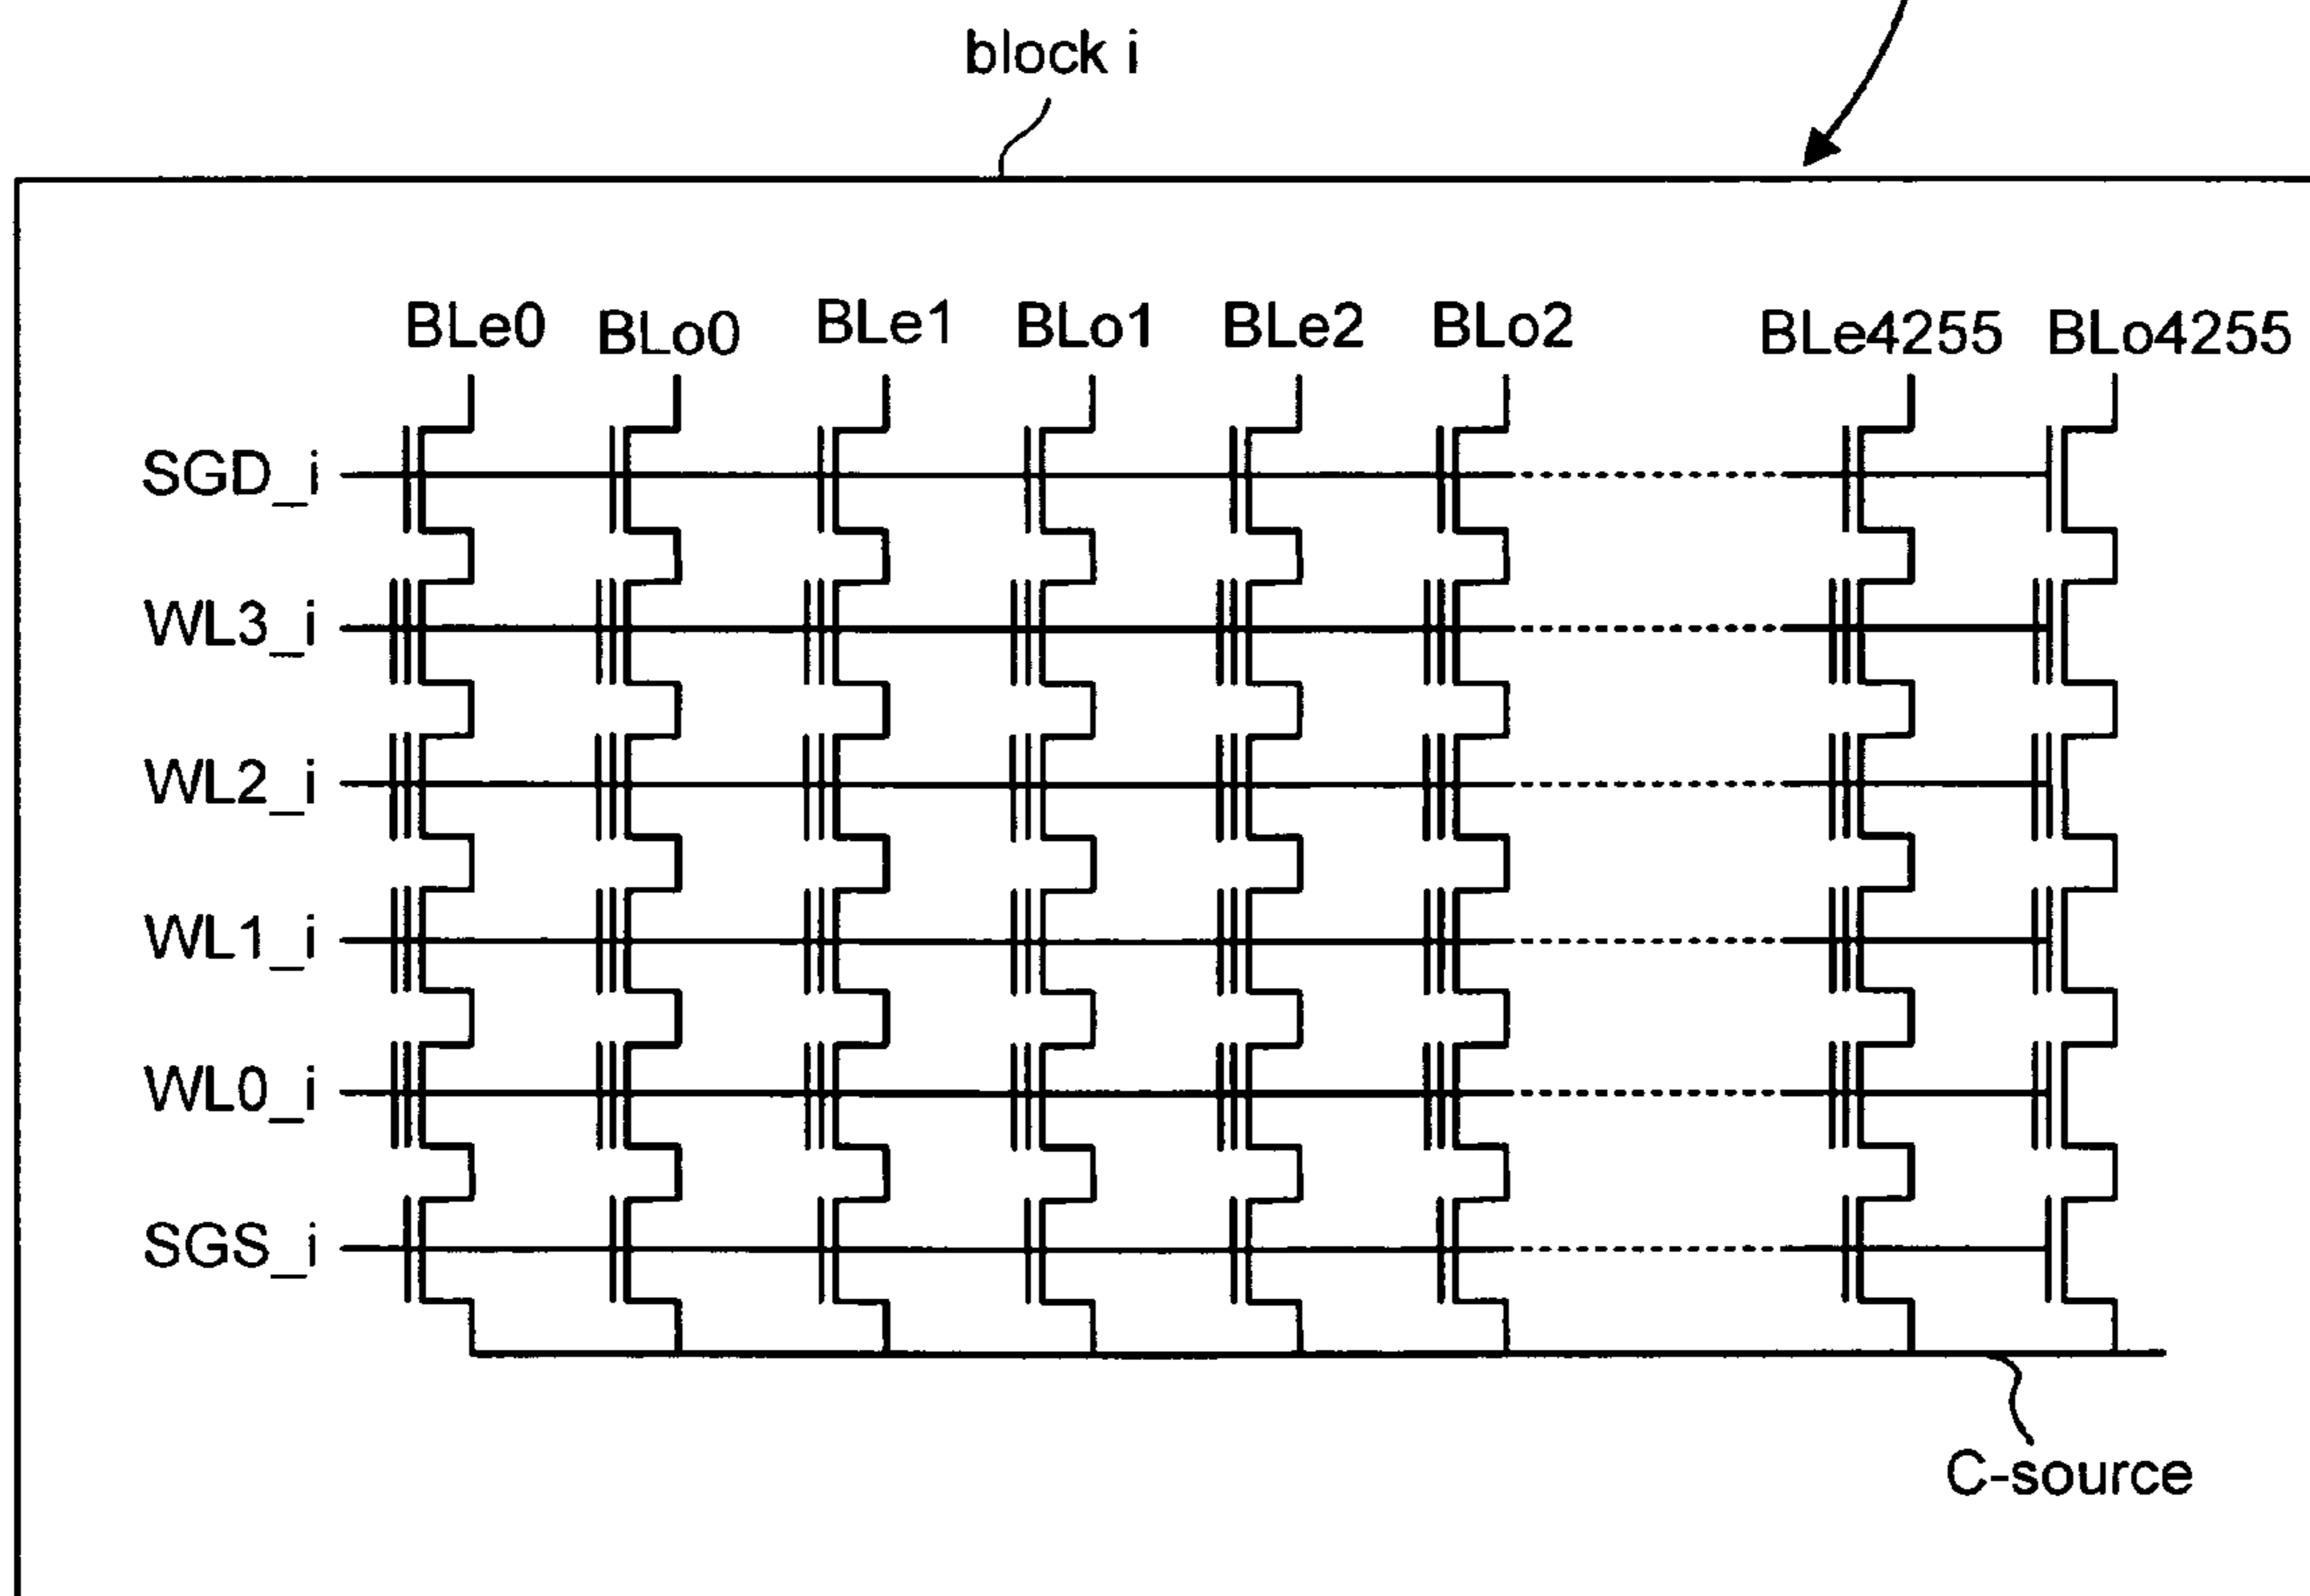 block i
BLe0 BLo0 BLe1 BLo1 BLe2 BLo2 BLe4255 BLo4255
SGD_i
WL3_i
WL2_i
WL1_i
WL0_i
SGS_i
C-source